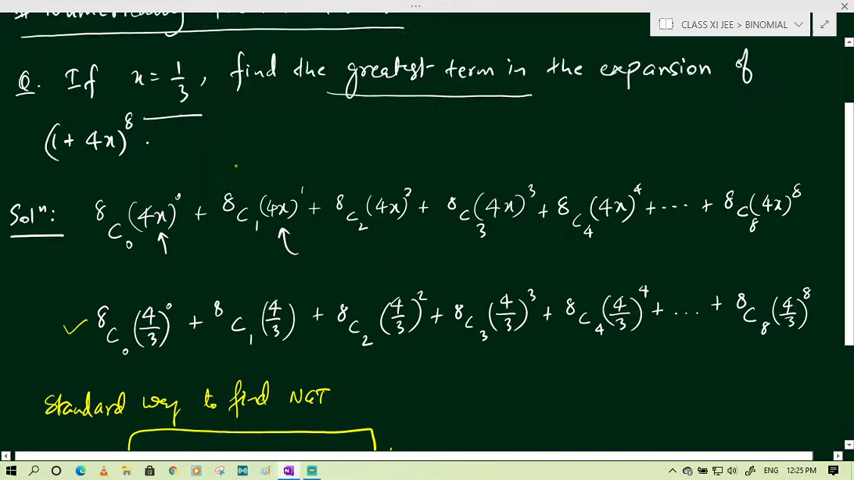 CLASS XI JEE > BINOMIAL
Q. If x = 1/3, find the greatest term in the expansion of
(1 + 4x)⁸.
Solⁿ: ⁸C₀(4x)⁰ + ⁸C₁(4x)¹ + ⁸C₂(4x)² + ⁸C₃(4x)³ + ⁸C₄(4x)⁴ + ... + ⁸C₈(4x)⁸
✓ ⁸C₀(4/3)⁰ + ⁸C₁(4/3) + ⁸C₂(4/3)² + ⁸C₃(4/3)³ + ⁸C₄(4/3)⁴ + ... + ⁸C₈(4/3)⁸
Standard way to find NGT
ENG 12:25 PM